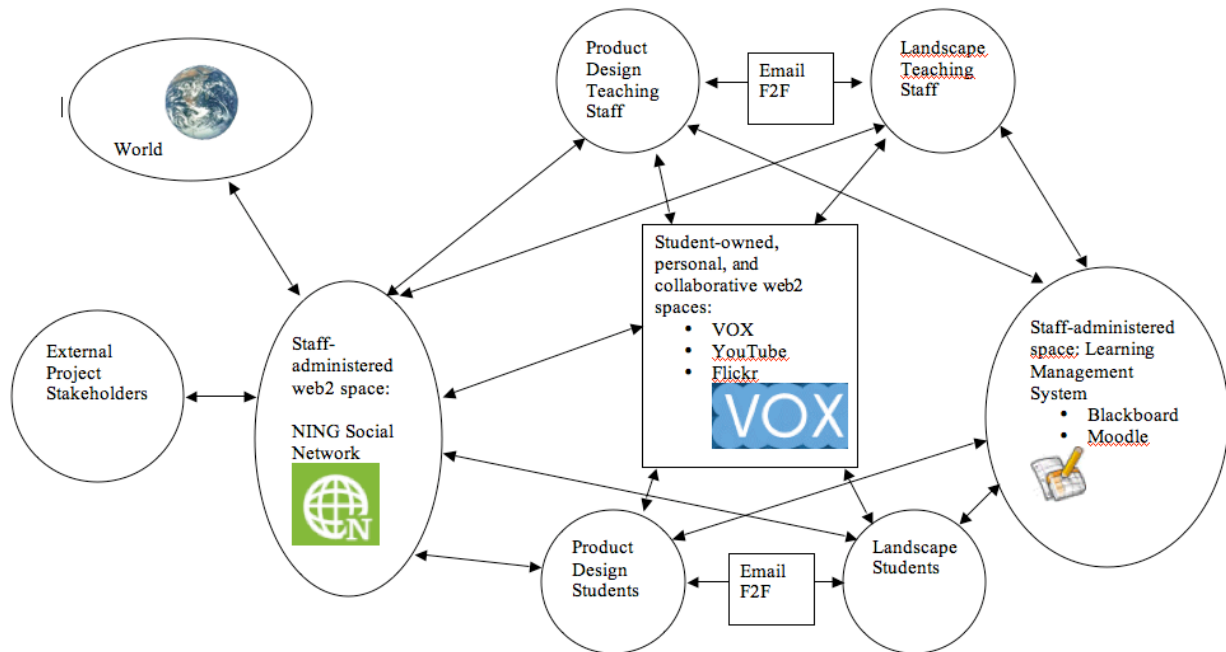 World
Product
Design
Teaching
Staff
Email
F2F
Landscape
Teaching
Staff
External
Project
Stakeholders
Staff-
administered
web2 space:
NING Social
Network
N
Student-owned,
personal, and
collaborative web2
spaces:
• VOX
• YouTube
• Flickr
VOX
Staff-administered
space: Learning
Management
System
• Blackboard
• Moodle
Product
Design
Students
Email
F2F
Landscape
Students